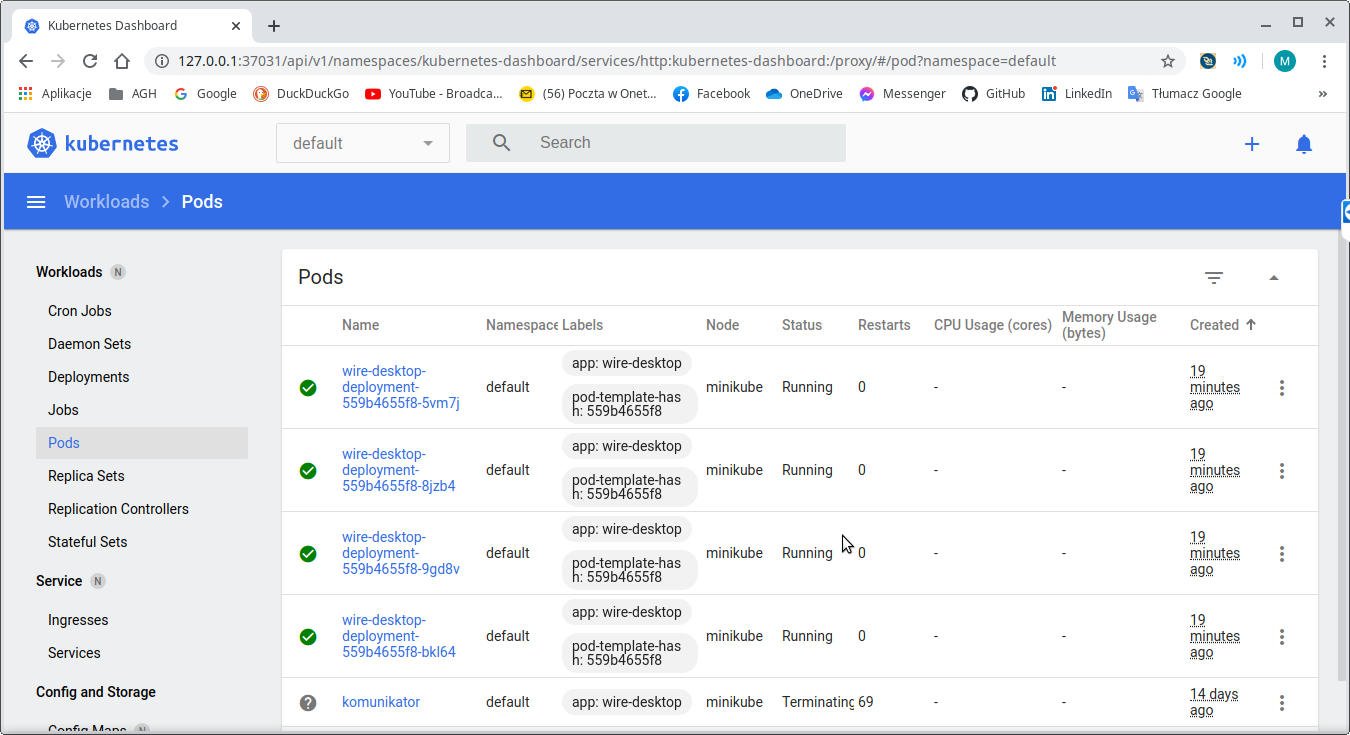 Kubernetes Dashboard
127.0.0.1:37031/api/v1/namespaces/kubernetes-dashboard/services/http:kubernetes-dashboard:/proxy/#/pod?namespace=default
M
Aplikacje AGH Google DuckDuckGo YouTube - Broadca... (56) Poczta w Onet... Facebook OneDrive Messenger GitHub LinkedIn Tłumacz Google »
kubernetes default Search
Workloads > Pods
Workloads N
Cron Jobs
Daemon Sets
Deployments
Jobs
Pods
Replica Sets
Replication Controllers
Stateful Sets
Service N
Ingresses
Services
Config and Storage
Config Maps N
Pods
Name Namespace Labels Node Status Restarts CPU Usage (cores) Memory Usage (bytes) Created
wire-desktop-
deployment-
559b4655f8-5vm7j
default
app: wire-desktop
pod-template-has
h: 559b4655f8
minikube
Running
0
-
-
19
minutes
ago
wire-desktop-
deployment-
559b4655f8-8jzb4
default
app: wire-desktop
pod-template-has
h: 559b4655f8
minikube
Running
0
-
-
19
minutes
ago
wire-desktop-
deployment-
559b4655f8-9gd8v
default
app: wire-desktop
pod-template-has
h: 559b4655f8
minikube
Running
0
-
-
19
minutes
ago
wire-desktop-
deployment-
559b4655f8-bkl64
default
app: wire-desktop
pod-template-has
h: 559b4655f8
minikube
Running
0
-
-
19
minutes
ago
komunikator
default
app: wire-desktop
minikube
Terminating
69
-
-
14 days
ago